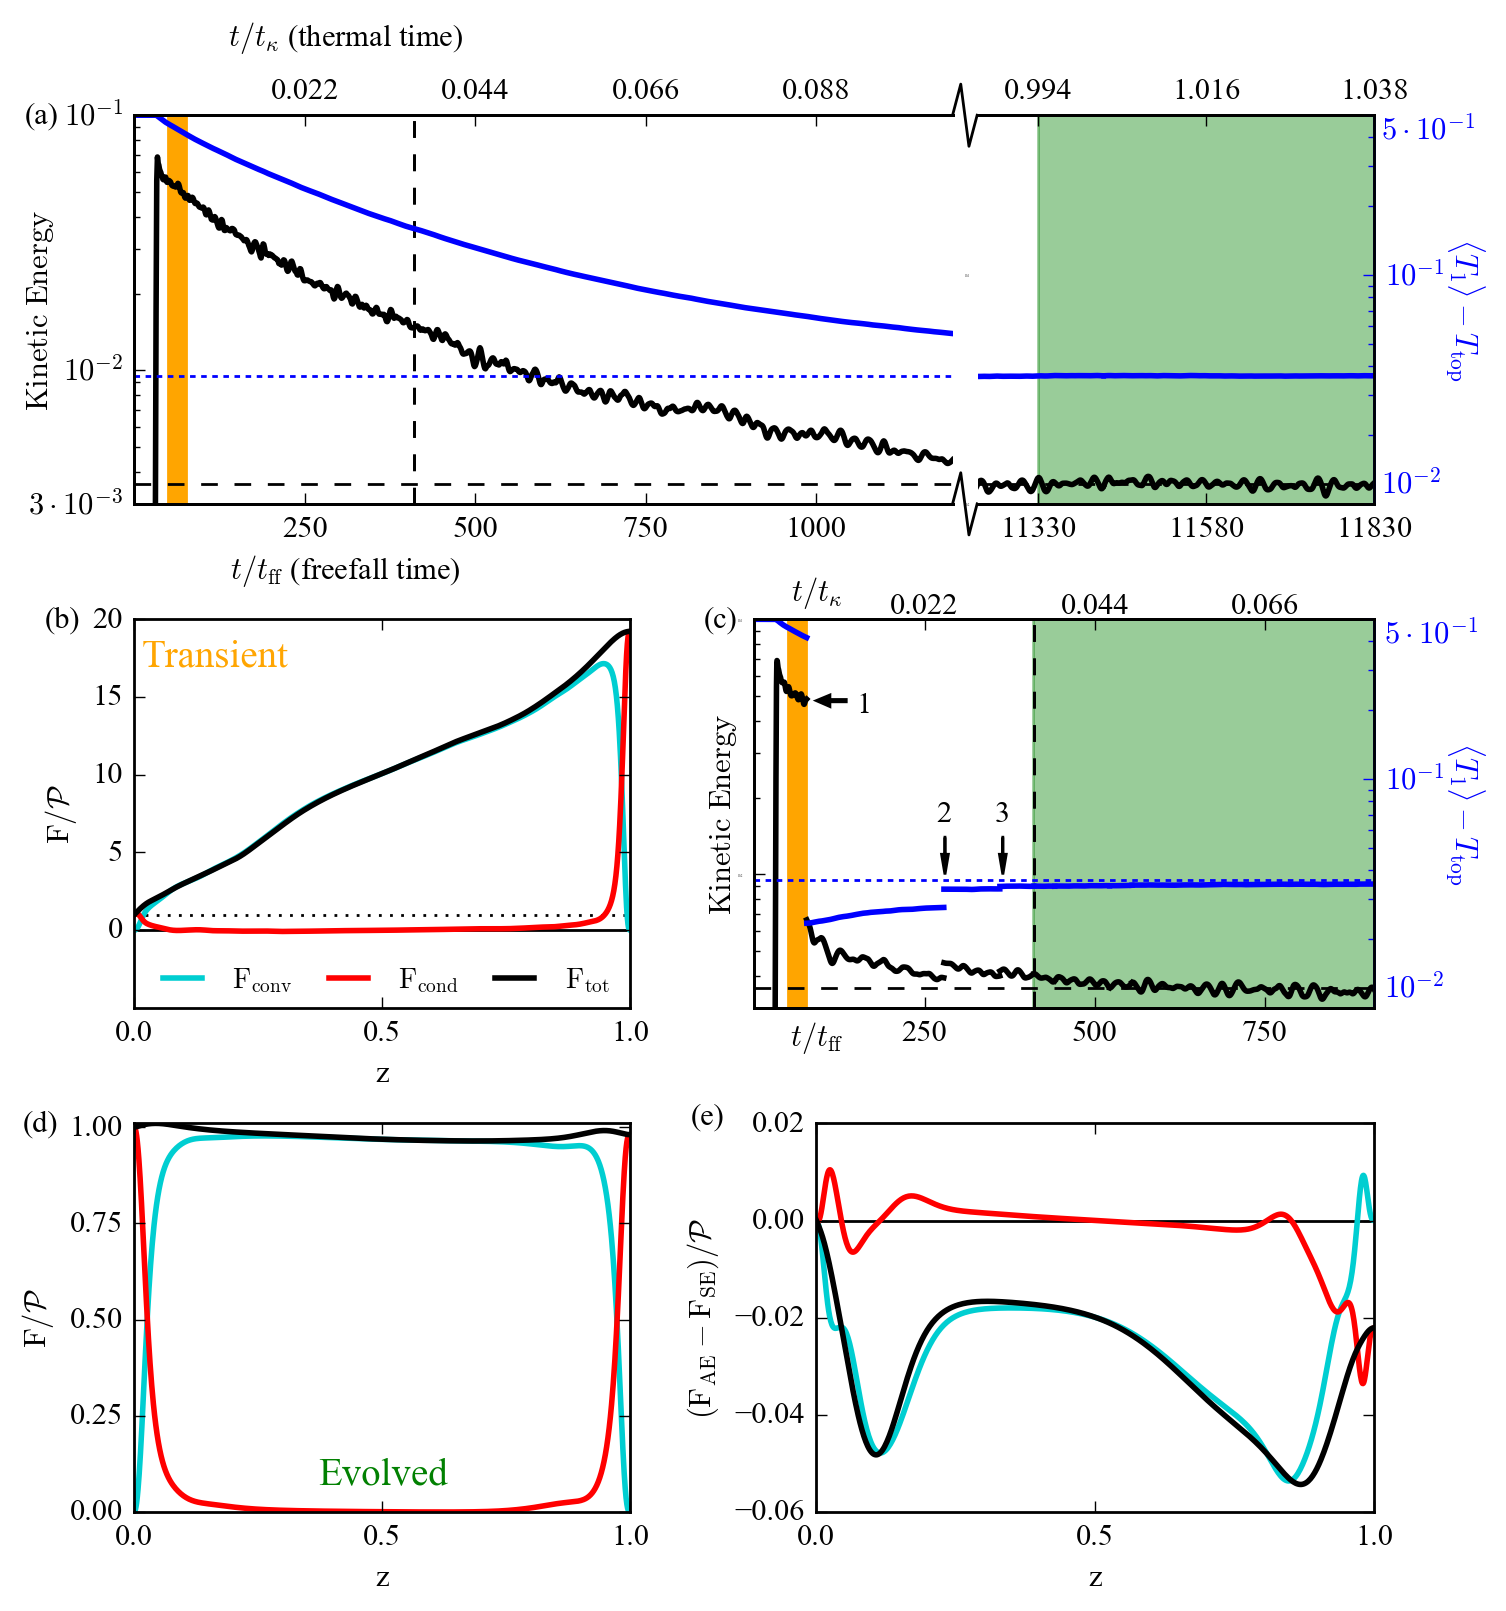 t/tκ (thermal time)
0.022 0.044 0.066 0.088 0.994 1.016 1.038
(a)
10⁻¹
10⁻²
3·10⁻³
Kinetic Energy
5·10⁻¹
10⁻¹
10⁻²
⟨T₁⟩ − T_top
250 500 750 1000 11330 11580 11830
t/t_ff (freefall time)
(b)
Transient
20
15
10
5
0
F/𝒫
F_conv F_cond F_tot
0.0 0.5 1.0
z
t/tκ
0.022 0.044 0.066
(c)
Kinetic Energy
1
2 3
5·10⁻¹
10⁻¹
10⁻²
⟨T₁⟩ − T_top
t/t_ff
250 500 750
(d)
1.00
0.75
0.50
0.25
0.00
F/𝒫
Evolved
0.0 0.5 1.0
z
(e)
0.02
0.00
−0.02
−0.04
−0.06
(F_AE − F_SE)/𝒫
0.0 0.5 1.0
z